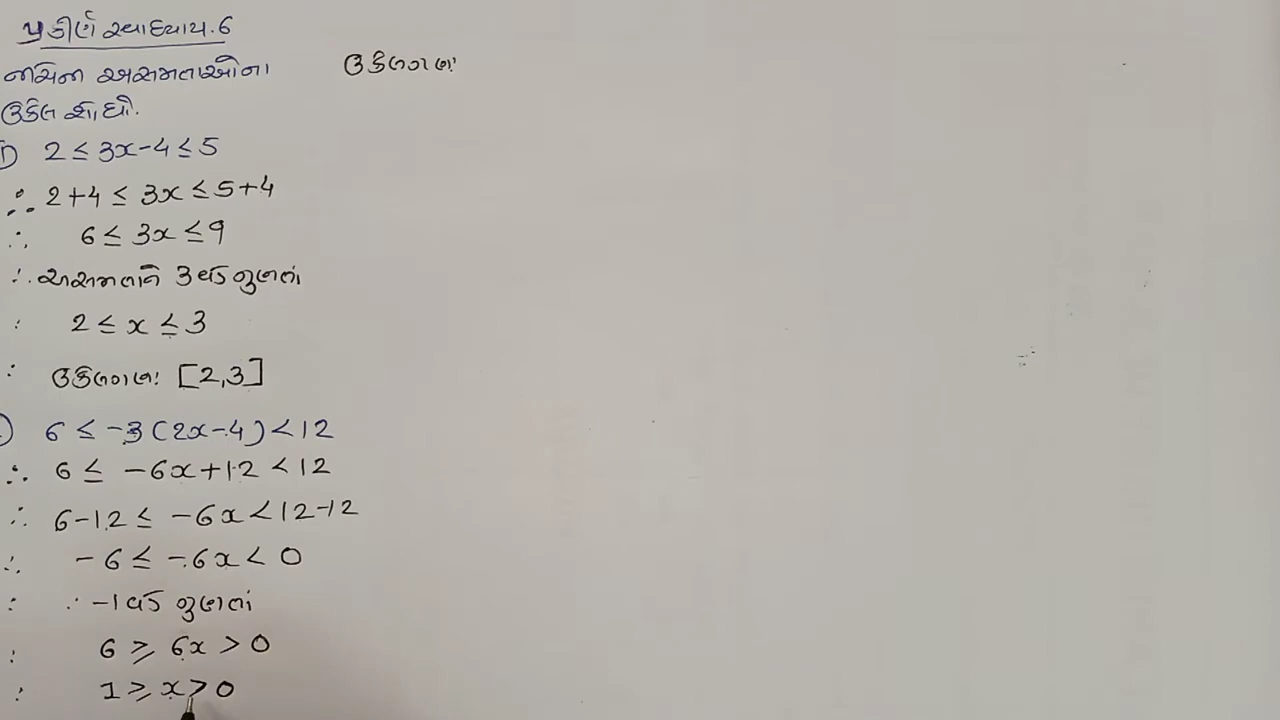 પ્રકીર્ણ સ્વાધ્યાય.6
નીચેના અસમતાઓના
ઉકેલ શોધો.
1) 2 ≤ 3x-4 ≤ 5
∴ 2+4 ≤ 3x ≤ 5+4
∴ 6 ≤ 3x ≤ 9
∴ અસમતાને 3 વડે ગુણતાં
: 2 ≤ x ≤ 3
: ઉકેલગણ: [2,3]
) 6 ≤ -3(2x-4) < 12
∴ 6 ≤ -6x+12 < 12
∴ 6-12 ≤ -6x < 12-12
∴ -6 ≤ -6x < 0
: ∴ -1 વડે ગુણતાં
: 6 ≥ 6x > 0
: 1 ≥ x > 0
ઉકેલગણ: